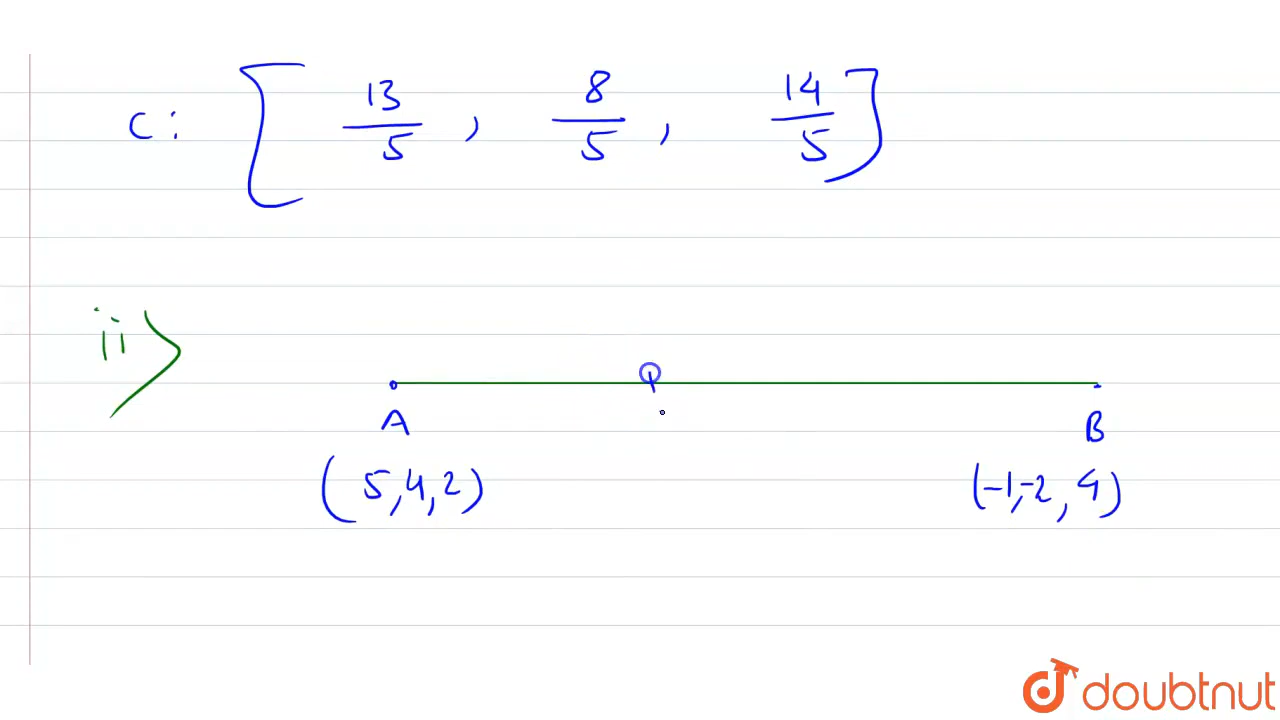 C: [ 13/5 , 8/5 , 14/5 ]
ii>
Q
A B
(5,4,2) (-1,-2,4)
doubtnut